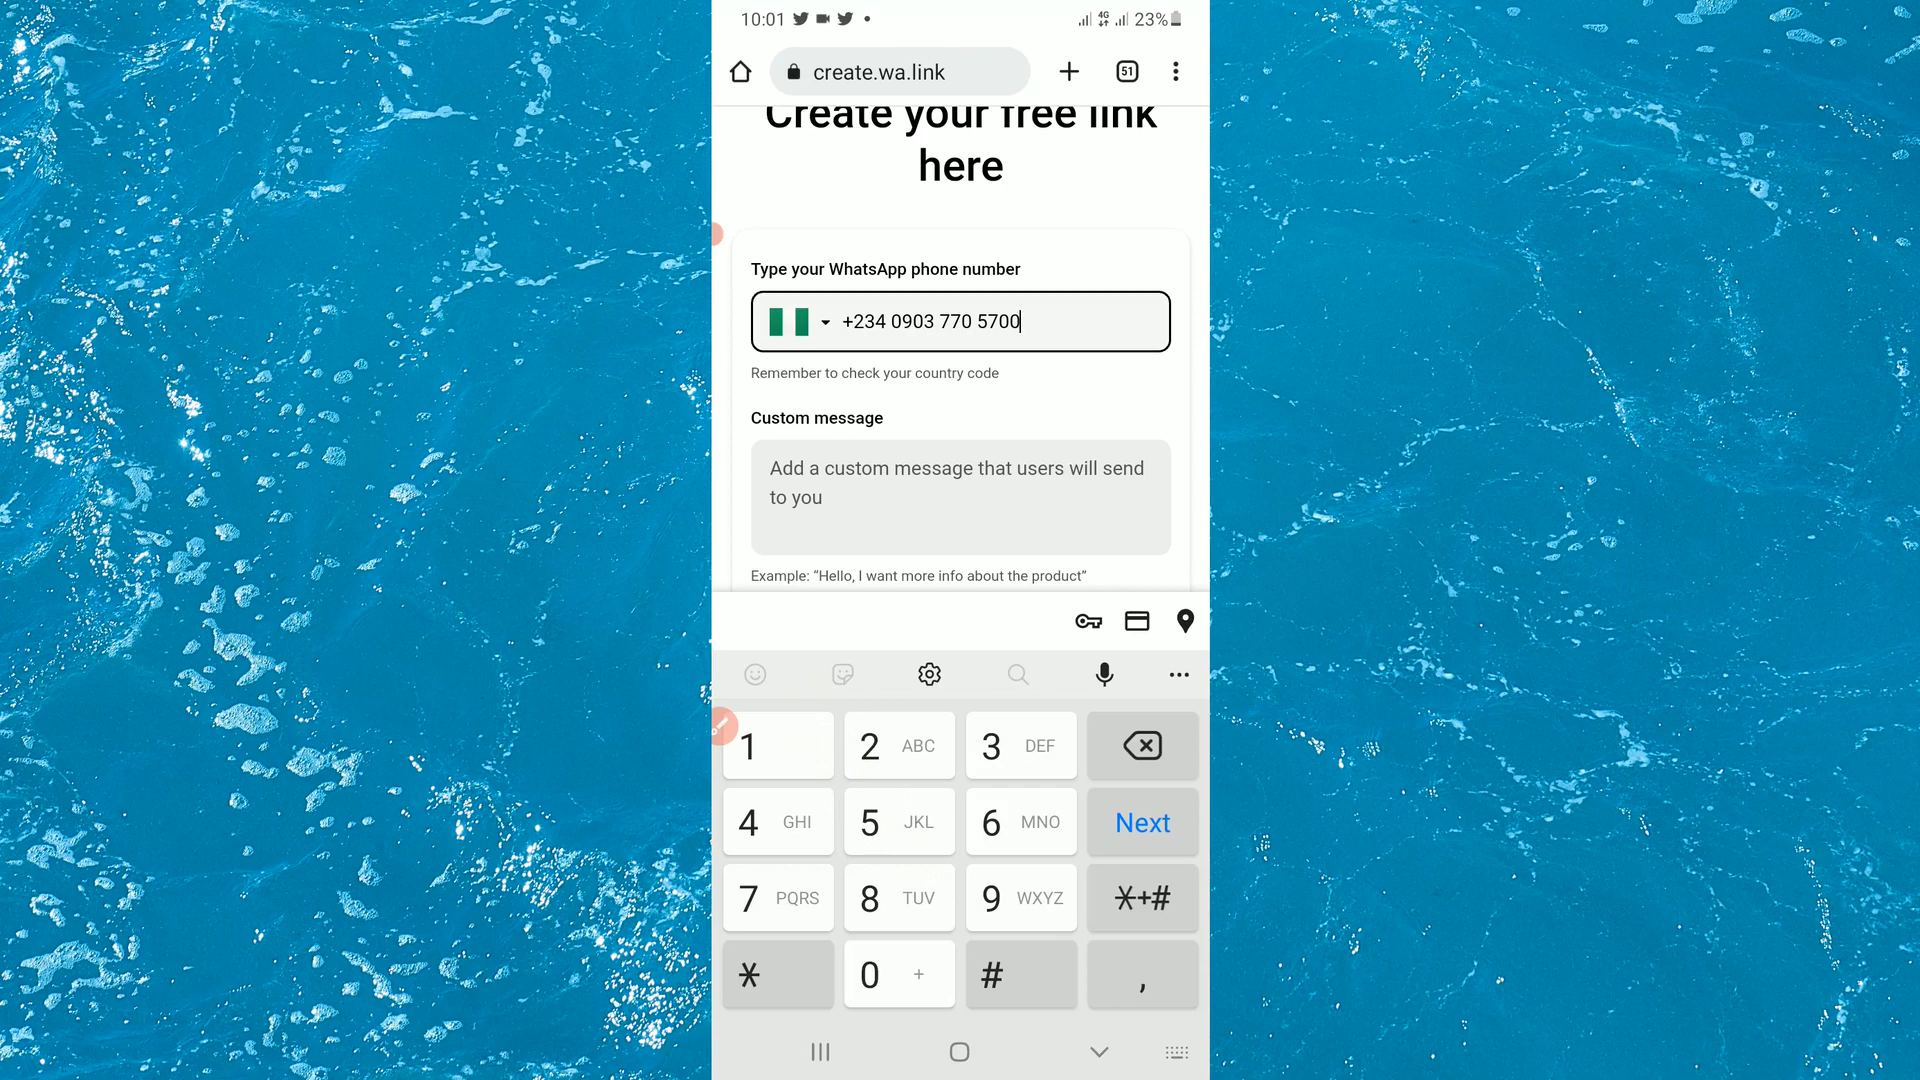 10:01
4G
23%
create.wa.link
51
Create your free link
here
Type your WhatsApp phone number
+234 0903 770 5700
Remember to check your country code
Custom message
Add a custom message that users will send
to you
Example: “Hello, I want more info about the product”
1
2 ABC
3 DEF
4 GHI
5 JKL
6 MNO
Next
7 PQRS
8 TUV
9 WXYZ
*+#
*
0 +
#
,